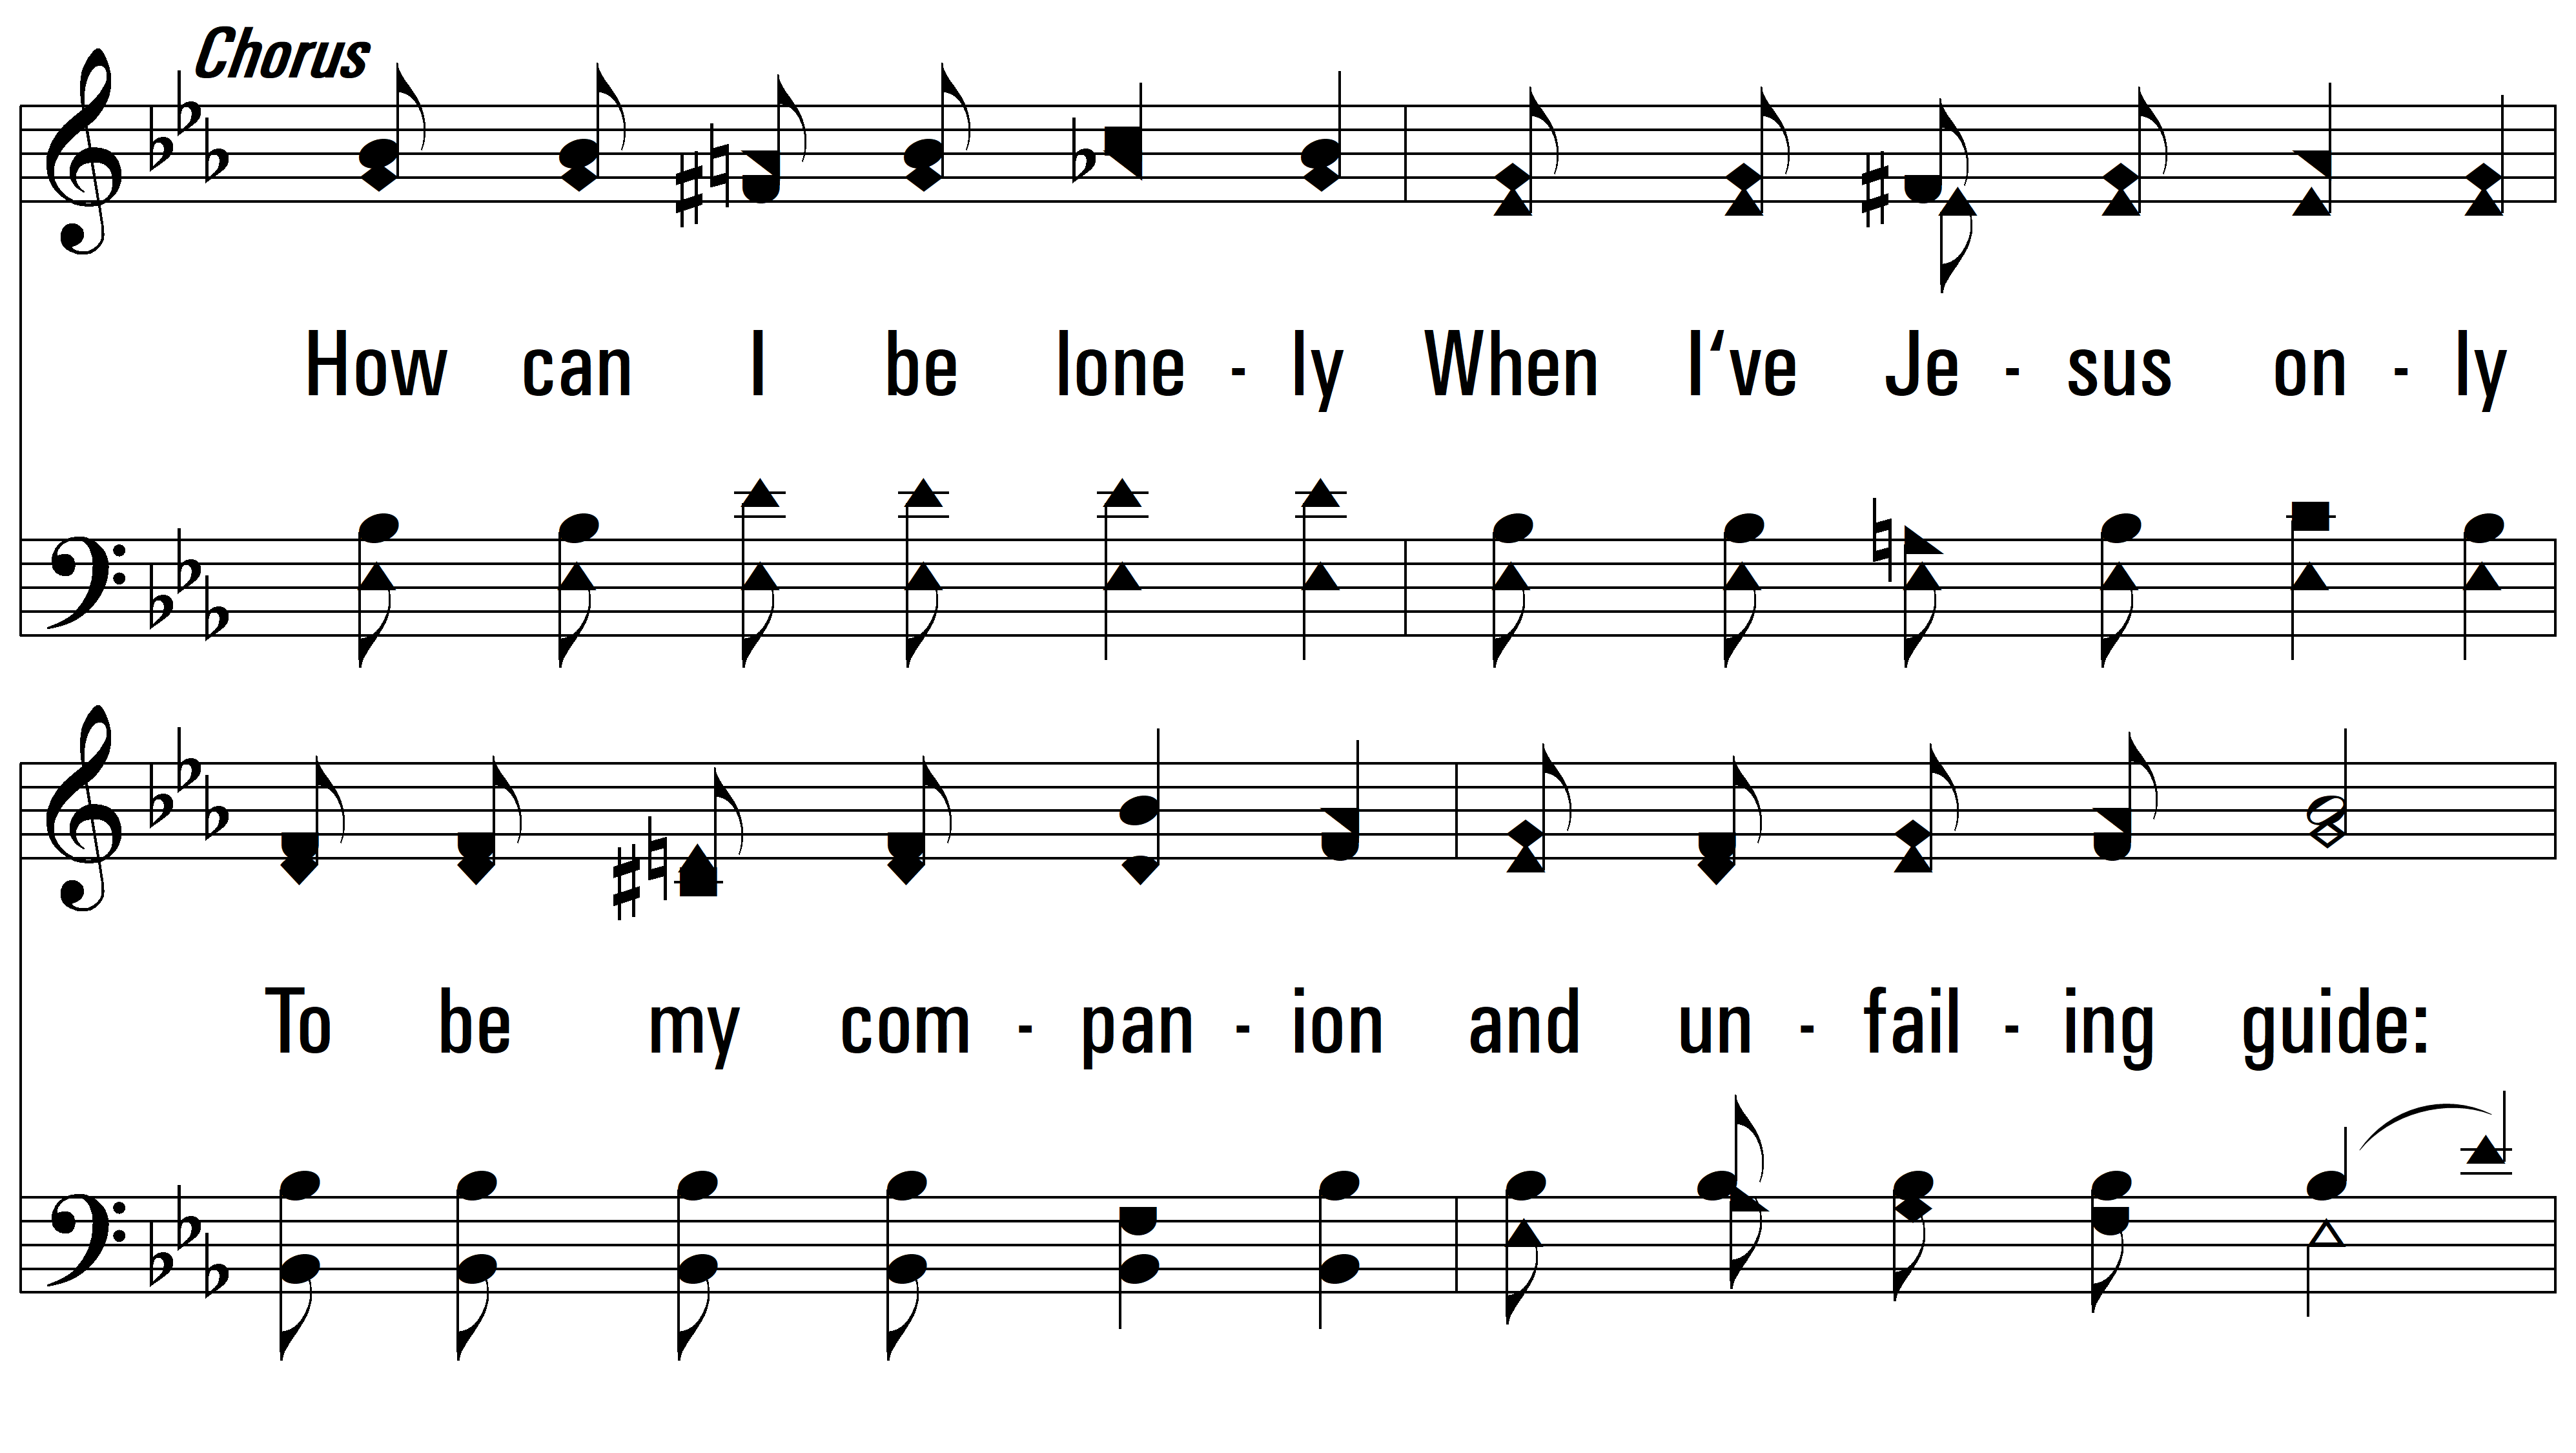 Chorus
How can I be lone - ly When I‘ve Je - sus on - ly
To be my com - pan - ion and un - fail - ing guide: